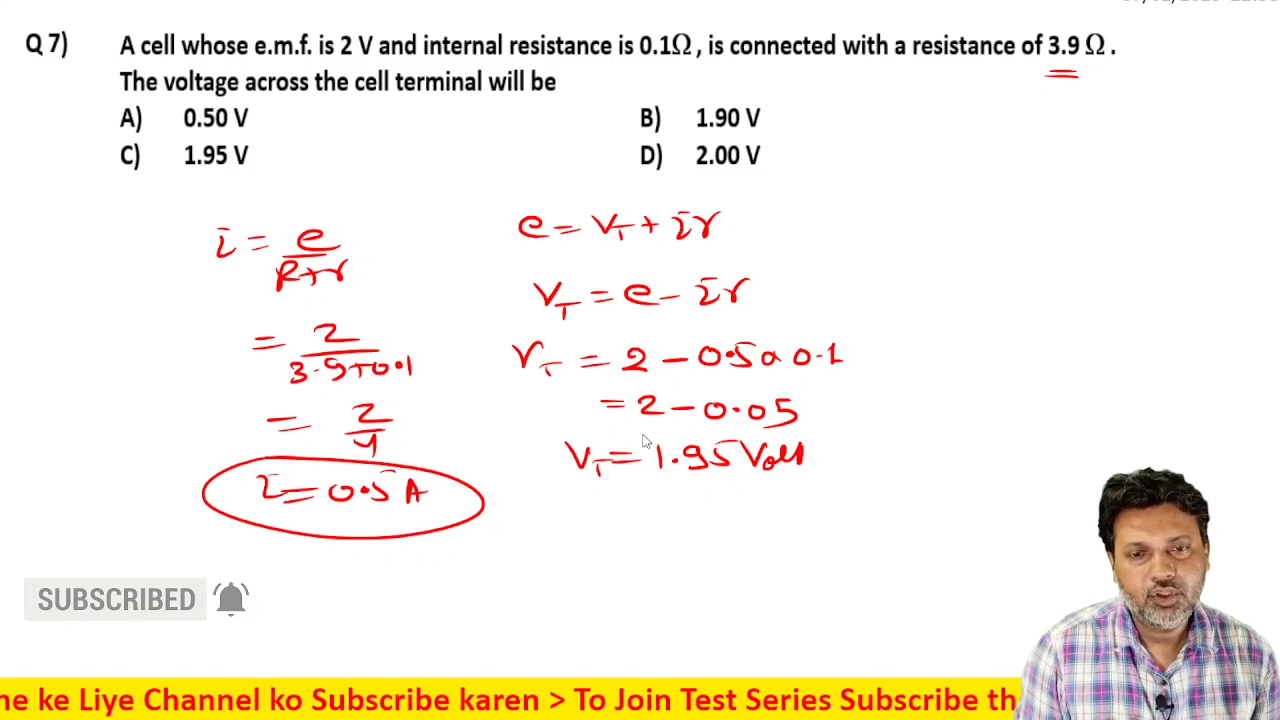 Q 7) A cell whose e.m.f. is 2 V and internal resistance is 0.1Ω , is connected with a resistance of 3.9 Ω .
The voltage across the cell terminal will be
A) 0.50 V B) 1.90 V
C) 1.95 V D) 2.00 V
i = e / R+r
= 2 / 3.9+0.1
= 2 / 4
i = 0.5 A
e = V_T + ir
V_T = e - ir
V_T = 2 - 0.5 × 0.1
= 2 - 0.05
V_T = 1.95 Volt
SUBSCRIBED
ne ke Liye Channel ko Subscribe karen > To Join Test Series Subscribe th